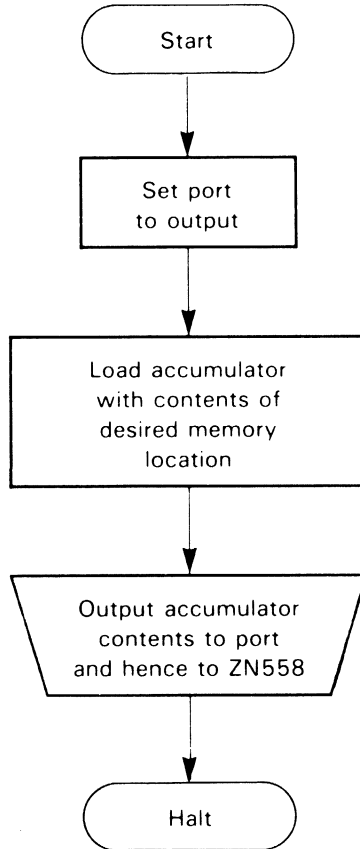 Start
Set port
to output
Load accumulator
with contents of
desired memory
location
Output accumulator
contents to port
and hence to ZN558
Halt